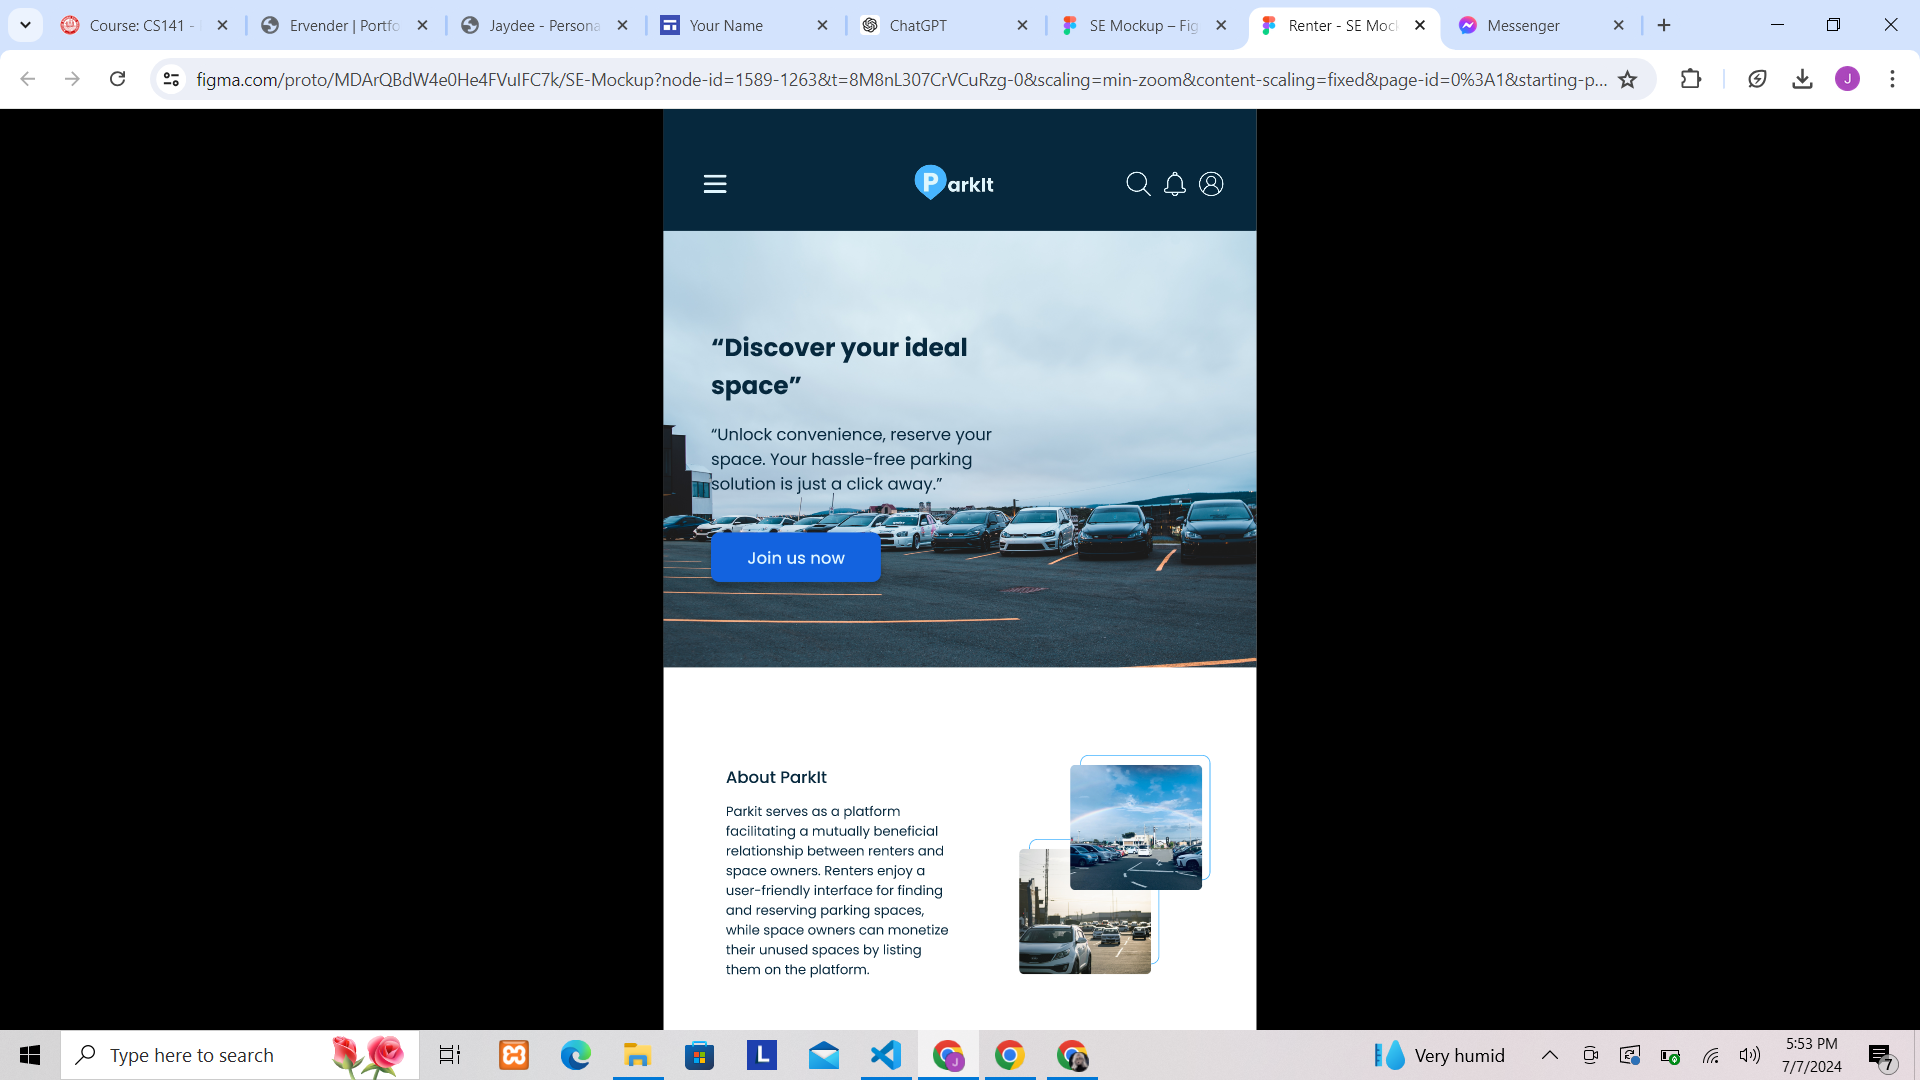 Course: CS141 -
Ervender | Portfo
Jaydee - Persona
Your Name
ChatGPT
SE Mockup – Fig
Renter - SE Mock
Messenger
figma.com/proto/MDArQBdW4e0He4FVuIFC7k/SE-Mockup?node-id=1589-1263&t=8M8nL307CrVCuRzg-0&scaling=min-zoom&content-scaling=fixed&page-id=0%3A1&starting-p...
J
ParkIt
“Discover your ideal
space”
“Unlock convenience, reserve your
space. Your hassle-free parking
solution is just a click away.”
Join us now
About ParkIt
Parkit serves as a platform
facilitating a mutually beneficial
relationship between renters and
space owners. Renters enjoy a
user-friendly interface for finding
and reserving parking spaces,
while space owners can monetize
their unused spaces by listing
them on the platform.
Type here to search
L
J
Very humid
5:53 PM
7/7/2024
7